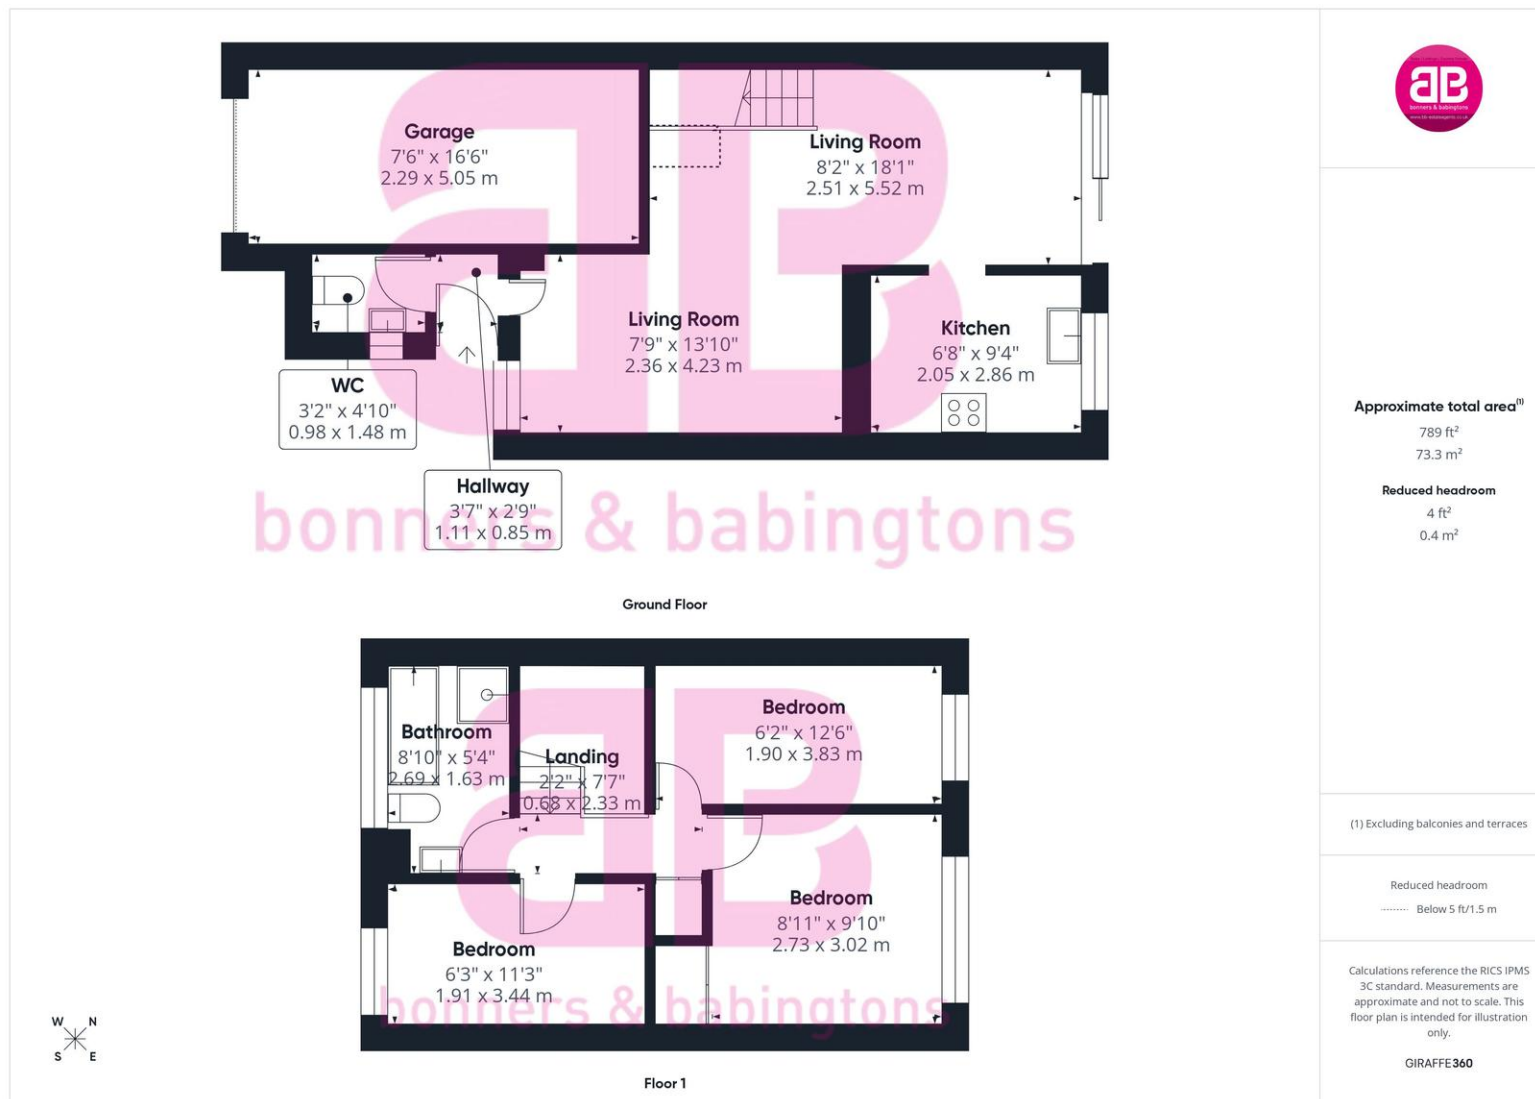 Garage
7'6" x 16'6"
2.29 x 5.05 m
Living Room
8'2" x 18'1"
2.51 x 5.52 m
Living Room
7'9" x 13'10"
2.36 x 4.23 m
Kitchen
6'8" x 9'4"
2.05 x 2.86 m
WC
3'2" x 4'10"
0.98 x 1.48 m
Hallway
3'7" x 2'9"
1.11 x 0.85 m
bonners & babingtons
Ground Floor
Bathroom
8'10" x 5'4"
2.69 x 1.63 m
Landing
2'2" x 7'7"
0.68 x 2.33 m
Bedroom
6'2" x 12'6"
1.90 x 3.83 m
Bedroom
8'11" x 9'10"
2.73 x 3.02 m
Bedroom
6'3" x 11'3"
1.91 x 3.44 m
bonners & babingtons
Floor 1
W N
S E
bonners & babingtons
Approximate total area(1)
789 ft²
73.3 m²
Reduced headroom
4 ft²
0.4 m²
(1) Excluding balconies and terraces
Reduced headroom
Below 5 ft/1.5 m
Calculations reference the RICS IPMS
3C standard. Measurements are
approximate and not to scale. This
floor plan is intended for illustration
only.
GIRAFFE360